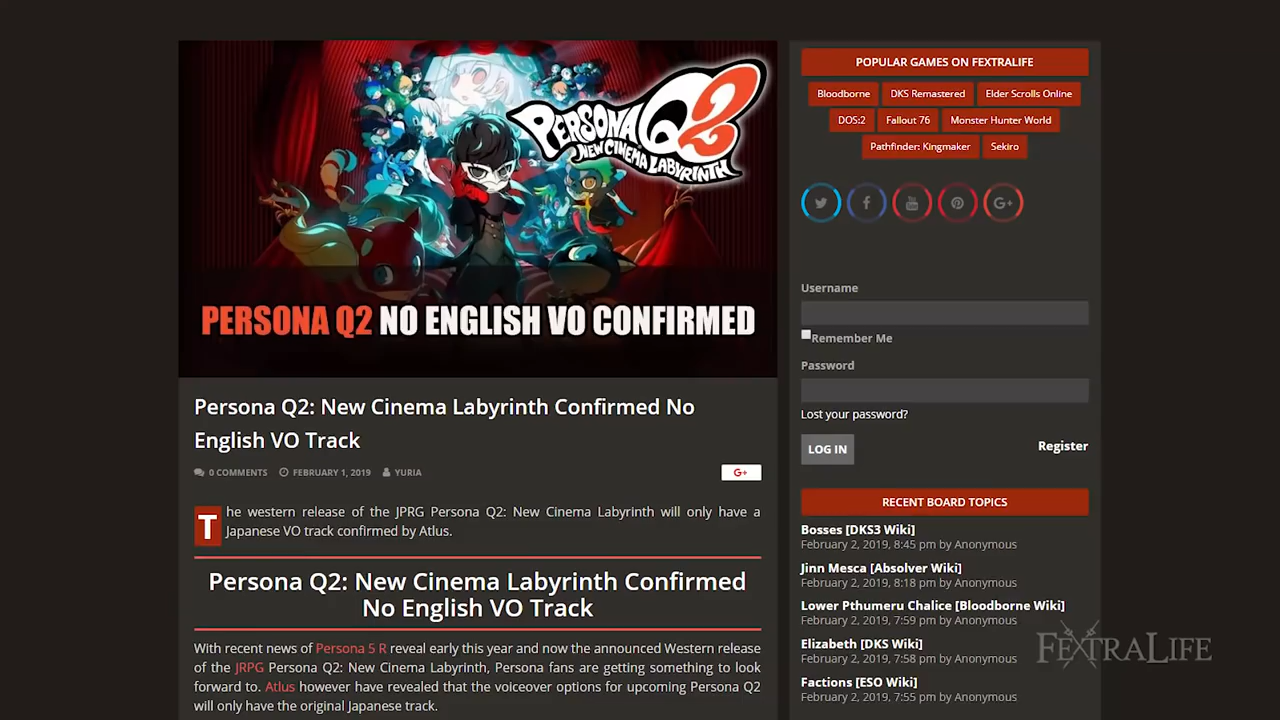 PERSONA Q2
NEW CINEMA LABYRINTH
PERSONA Q2 NO ENGLISH VO CONFIRMED
Persona Q2: New Cinema Labyrinth Confirmed No
English VO Track
0 COMMENTS FEBRUARY 1, 2019 YURIA
G+
The western release of the JPRG Persona Q2: New Cinema Labyrinth will only have a
Japanese VO track confirmed by Atlus.
Persona Q2: New Cinema Labyrinth Confirmed
No English VO Track
With recent news of Persona 5 R reveal early this year and now the announced Western release
of the JRPG Persona Q2: New Cinema Labyrinth, Persona fans are getting something to look
forward to. Atlus however have revealed that the voiceover options for upcoming Persona Q2
will only have the original Japanese track.
POPULAR GAMES ON FEXTRALIFE
Bloodborne DKS Remastered Elder Scrolls Online
DOS:2 Fallout 76 Monster Hunter World
Pathfinder: Kingmaker Sekiro
G+
Username
Remember Me
Password
Lost your password?
LOG IN Register
RECENT BOARD TOPICS
Bosses [DKS3 Wiki]
February 2, 2019, 8:45 pm by Anonymous
Jinn Mesca [Absolver Wiki]
February 2, 2019, 8:18 pm by Anonymous
Lower Pthumeru Chalice [Bloodborne Wiki]
February 2, 2019, 7:59 pm by Anonymous
Elizabeth [DKS Wiki]
February 2, 2019, 7:58 pm by Anonymous
Factions [ESO Wiki]
February 2, 2019, 7:55 pm by Anonymous
FEXTRALIFE